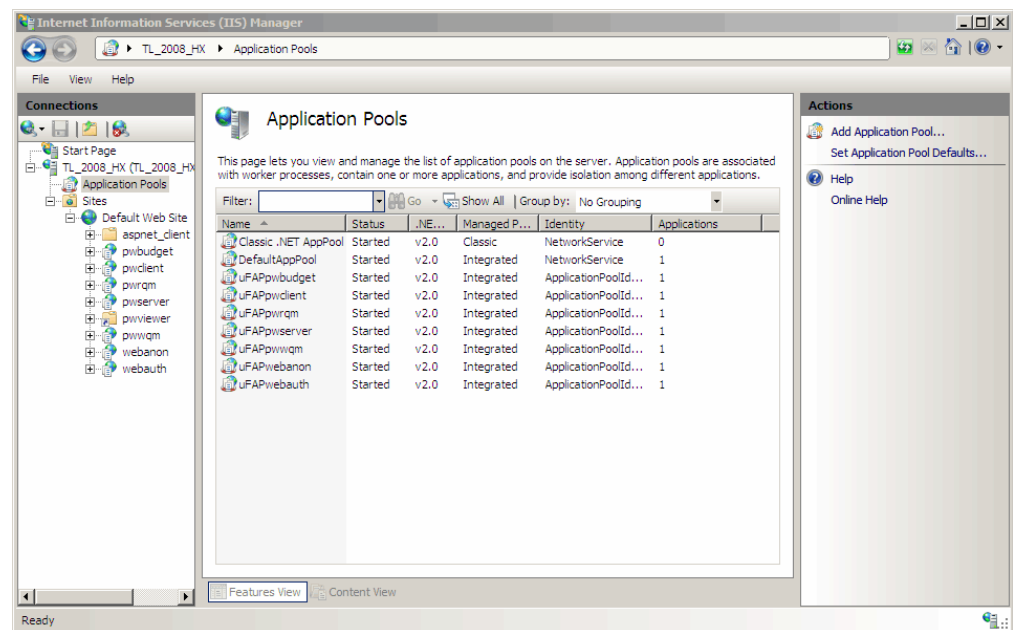 Internet Information Services (IIS) Manager
TL_2008_HX Application Pools
File View Help
Connections
Start Page
TL_2008_HX (TL_2008_HX
Application Pools
Sites
Default Web Site
aspnet_client
pwbudget
pwclient
pwrqm
pwserver
pwviewer
pwwqm
webanon
webauth
Application Pools
This page lets you view and manage the list of application pools on the server. Application pools are associated
with worker processes, contain one or more applications, and provide isolation among different applications.
Filter: Go Show All Group by: No Grouping
Name Status .NE... Managed P... Identity Applications
Classic .NET AppPool Started v2.0 Classic NetworkService 0
DefaultAppPool Started v2.0 Integrated NetworkService 1
uFAPpwbudget Started v2.0 Integrated ApplicationPoolId... 1
uFAPpwclient Started v2.0 Integrated ApplicationPoolId... 1
uFAPpwrqm Started v2.0 Integrated ApplicationPoolId... 1
uFAPpwserver Started v2.0 Integrated ApplicationPoolId... 1
uFAPpwwqm Started v2.0 Integrated ApplicationPoolId... 1
uFAPwebanon Started v2.0 Integrated ApplicationPoolId... 1
uFAPwebauth Started v2.0 Integrated ApplicationPoolId... 1
Features View Content View
Actions
Add Application Pool...
Set Application Pool Defaults...
Help
Online Help
Ready